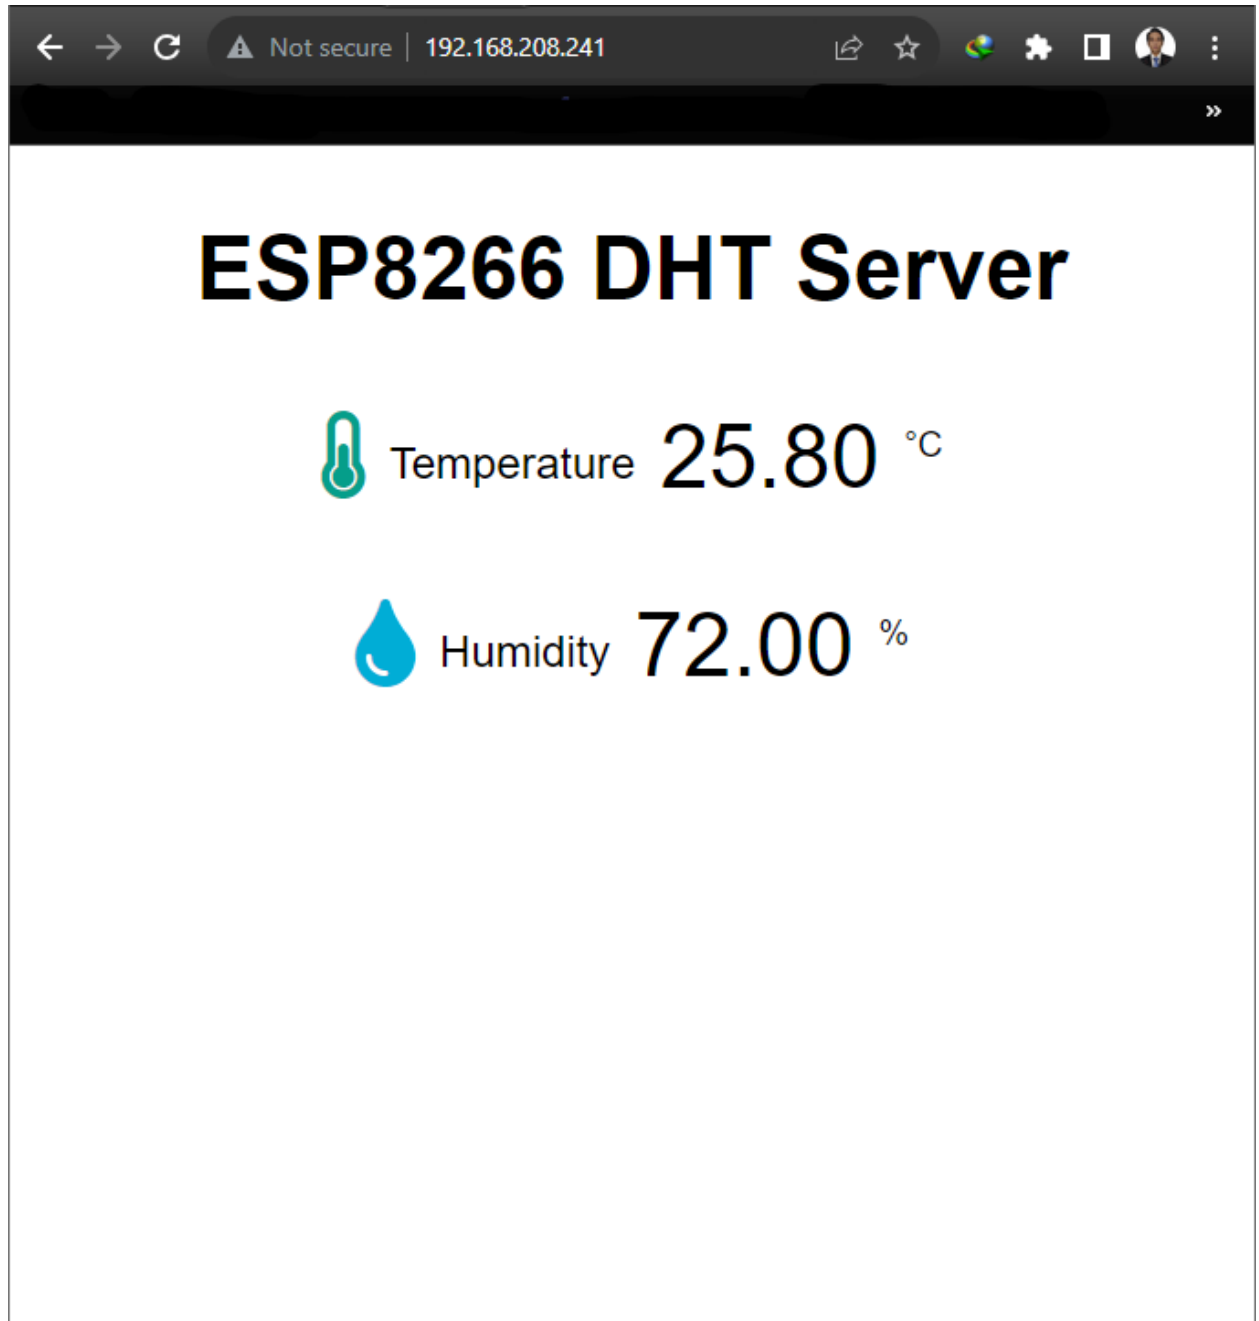 Not secure 192.168.208.241
ESP8266 DHT Server
Temperature 25.80 °C
Humidity 72.00 %